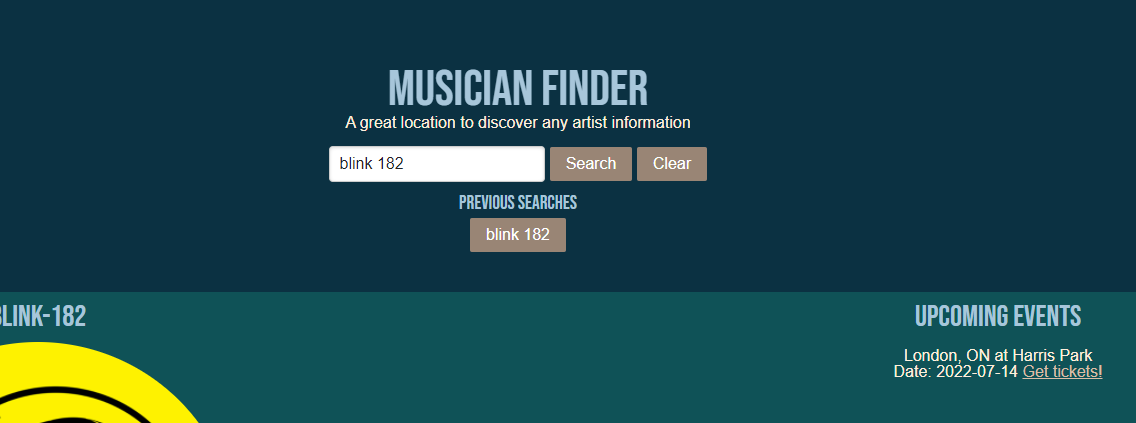 MUSICIAN FINDER
A great location to discover any artist information
blink 182 Search Clear
PREVIOUS SEARCHES
blink 182
BLINK-182
UPCOMING EVENTS
London, ON at Harris Park
Date: 2022-07-14 Get tickets!